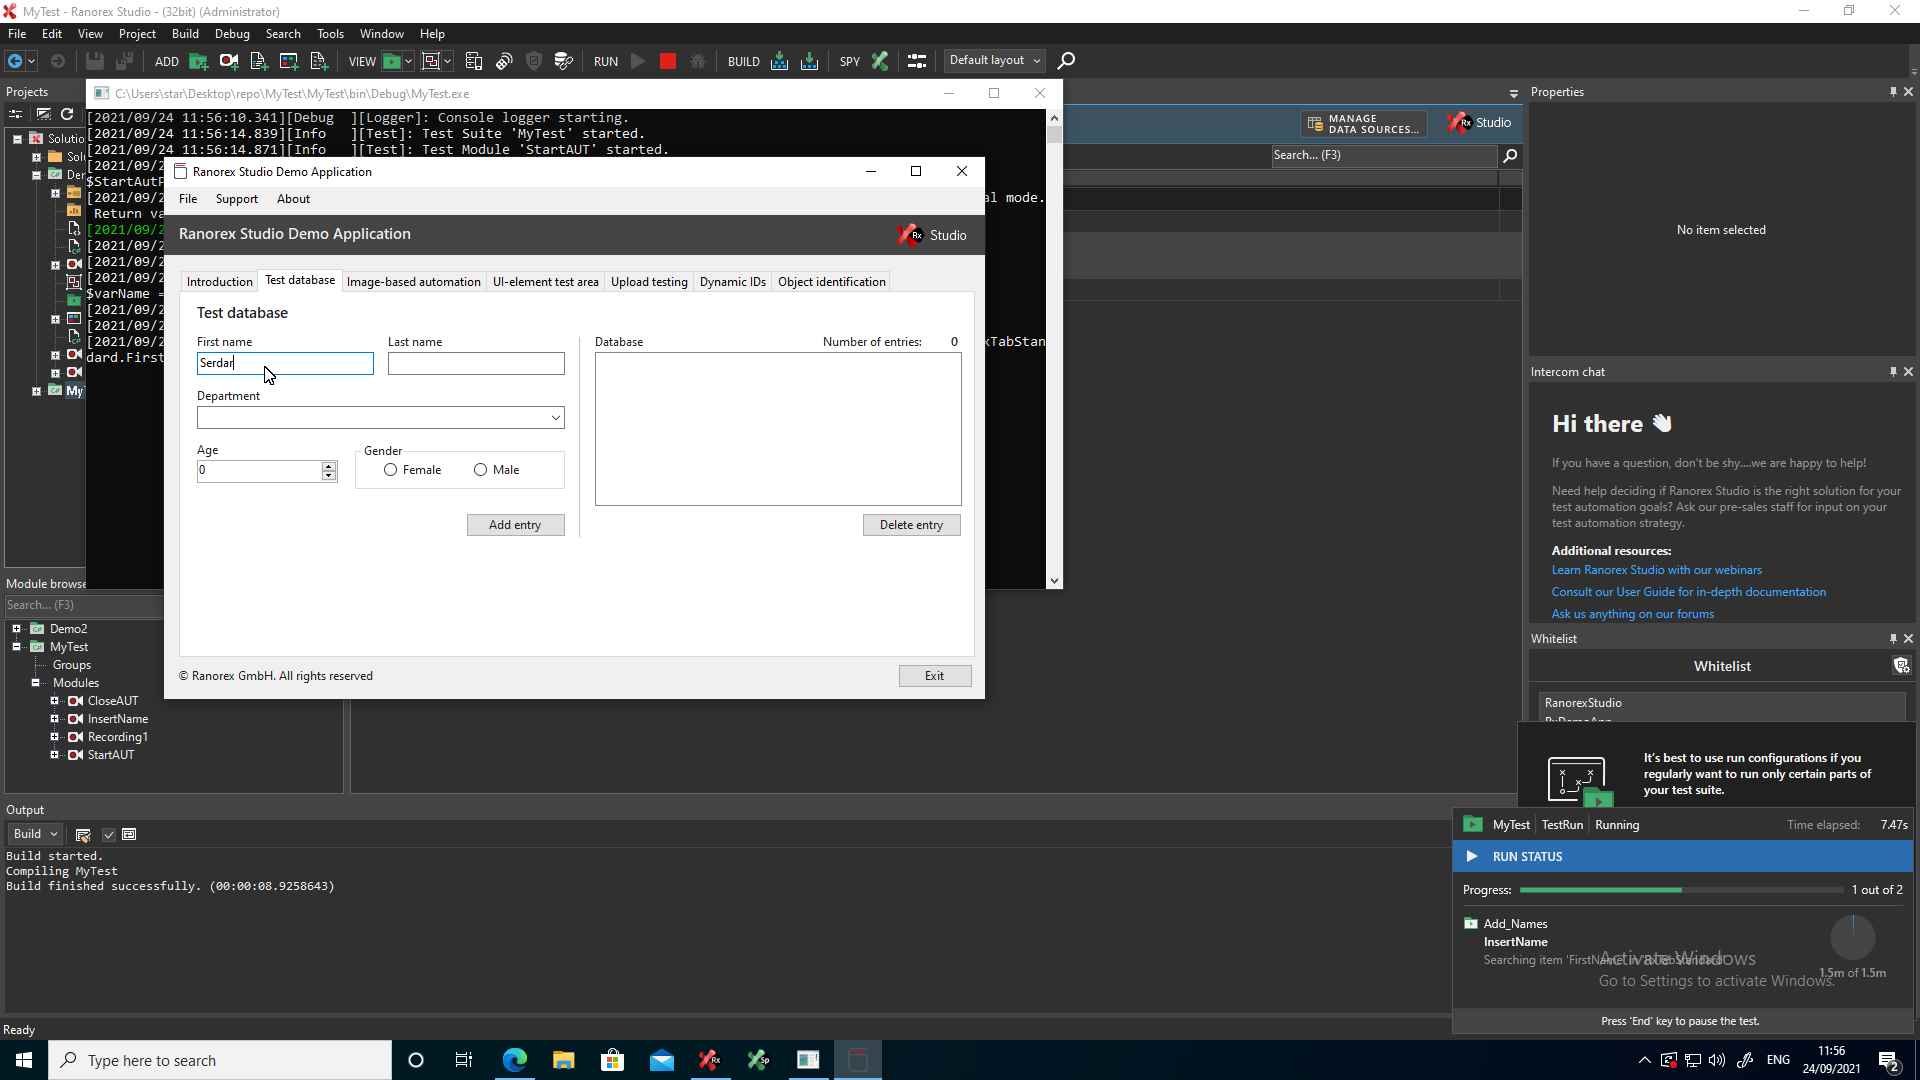 MyTest - Ranorex Studio - (32bit) (Administrator)
File Edit View Project Build Debug Search Tools Window Help
ADD VIEW RUN BUILD SPY Default layout
Projects
Solutio
Sol
Der
My
C:\Users\star\Desktop\repo\MyTest\MyTest\bin\Debug\MyTest.exe
[2021/09/24 11:56:10.341][Debug ][Logger]: Console logger starting.
[2021/09/24 11:56:14.839][Info ][Test]: Test Suite 'MyTest' started.
[2021/09/24 11:56:14.871][Info ][Test]: Test Module 'StartAUT' started.
[2021/09/2
$StartAutP
[2021/09/2 al mode.
Return va
[2021/09/2
[2021/09/2
[2021/09/2
[2021/09/2
$varName =
[2021/09/2
[2021/09/2
[2021/09/2 xTabStan
dard.First
Ranorex Studio Demo Application
File Support About
Ranorex Studio Demo Application
Rx Studio
Introduction Test database Image-based automation UI-element test area Upload testing Dynamic IDs Object identification
Test database
First name Last name Database Number of entries: 0
Serdar
Department
Age Gender
0 Female Male
Add entry Delete entry
© Ranorex GmbH. All rights reserved Exit
MANAGE
DATA SOURCES...
Rx Studio
Search... (F3)
Properties
No item selected
Intercom chat
Hi there
If you have a question, don't be shy....we are happy to help!
Need help deciding if Ranorex Studio is the right solution for your
test automation goals? Ask our pre-sales staff for input on your
test automation strategy.
Additional resources:
Learn Ranorex Studio with our webinars
Consult our User Guide for in-depth documentation
Ask us anything on our forums
Whitelist
Whitelist
RanorexStudio
RxDemoApp
Module browse
Search... (F3)
Demo2
MyTest
Groups
Modules
CloseAUT
InsertName
Recording1
StartAUT
Output
Build
Build started.
Compiling MyTest
Build finished successfully. (00:00:08.9258643)
It's best to use run configurations if you
regularly want to run only certain parts of
your test suite.
MyTest TestRun Running Time elapsed: 7.47s
RUN STATUS
Progress: 1 out of 2
Add_Names
InsertName
Searching item 'FirstName' in 'RxTabStandard'.
1.5m of 1.5m
Activate Windows
Go to Settings to activate Windows.
Press 'End' key to pause the test.
Ready
Type here to search
ENG
11:56
24/09/2021
2